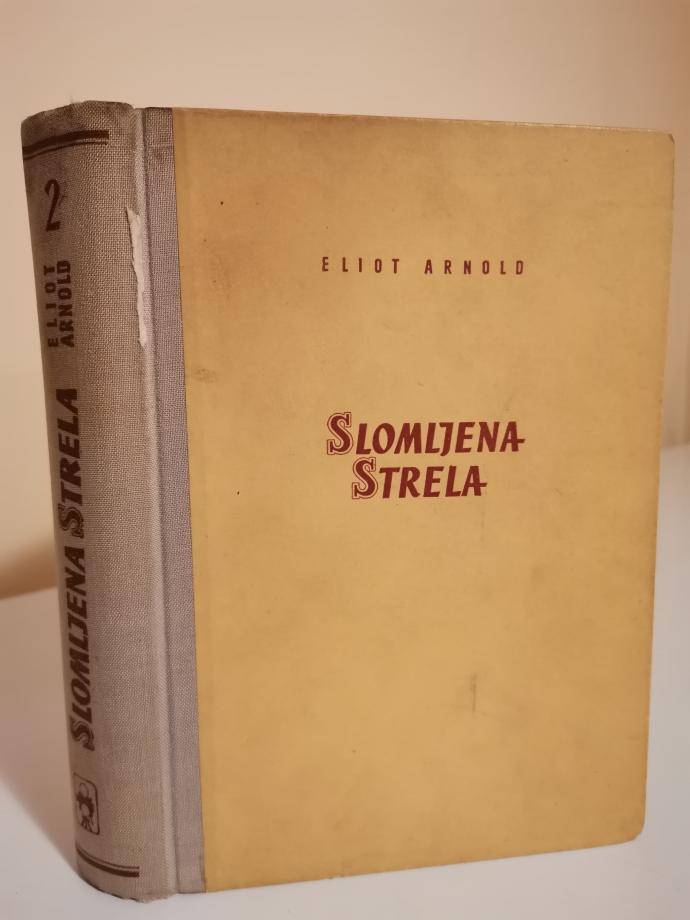 2
ELIOT
ARNOLD
SLOMLJENA STRELA
ELIOT ARNOLD
SLOMLJENA
STRELA